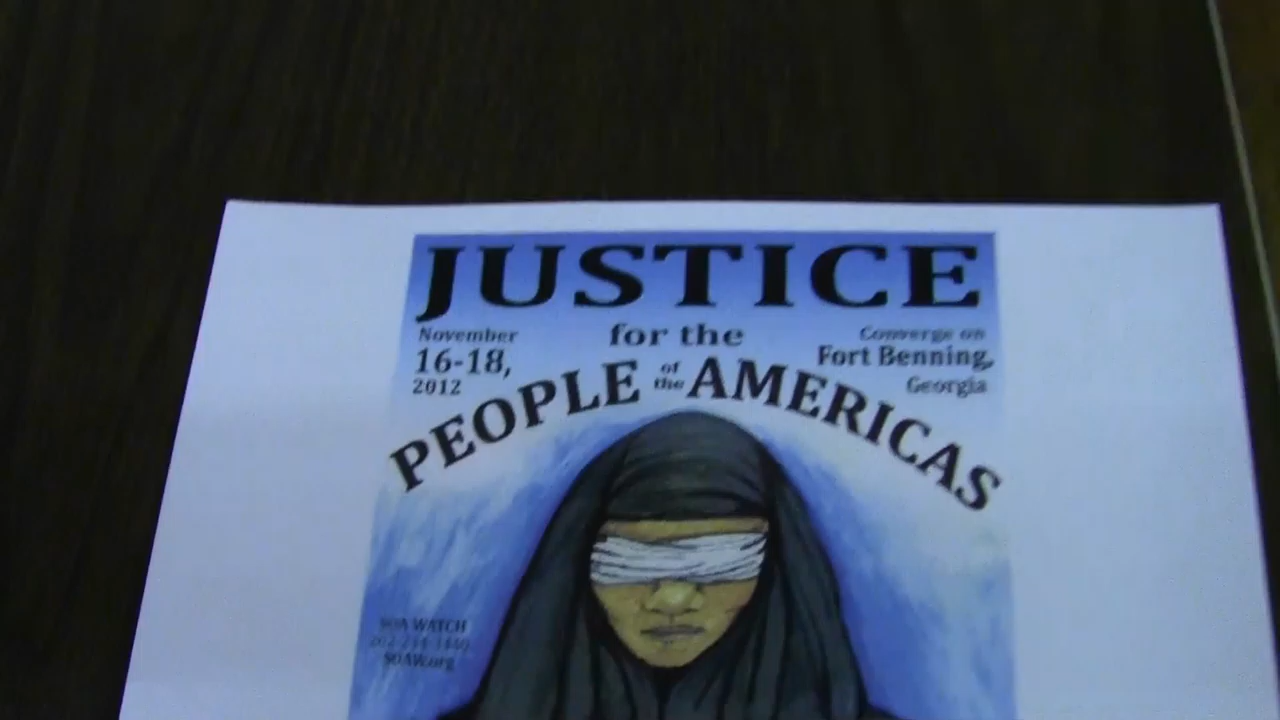 JUSTICE
for the
November
16-18,
2012
Converge on
Fort Benning,
Georgia
PEOPLE of the AMERICAS
SOA WATCH
SOAW.org